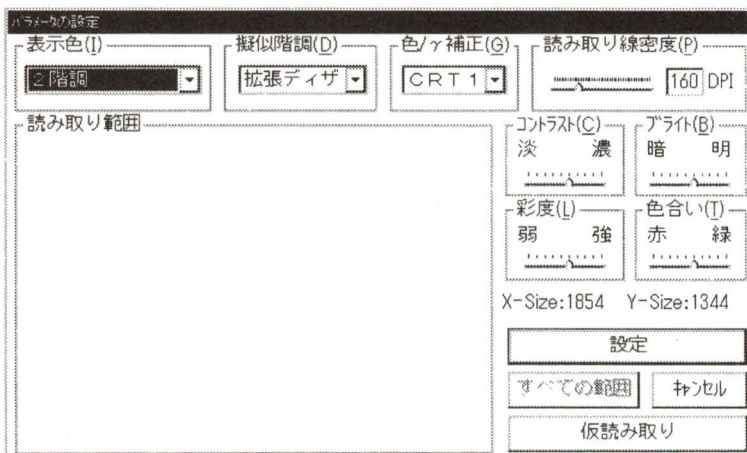 パラメータの設定
表示色(I) 擬似階調(D) 色/γ補正(G) 読み取り線密度(P)
2階調 拡張ディザ CRT1 160 DPI
読み取り範囲 コントラスト(C) ブライト(B)
淡 濃 暗 明
彩度(L) 色合い(T)
弱 強 赤 緑
X-Size:1854 Y-Size:1344
設定
すべての範囲 キャンセル
仮読み取り